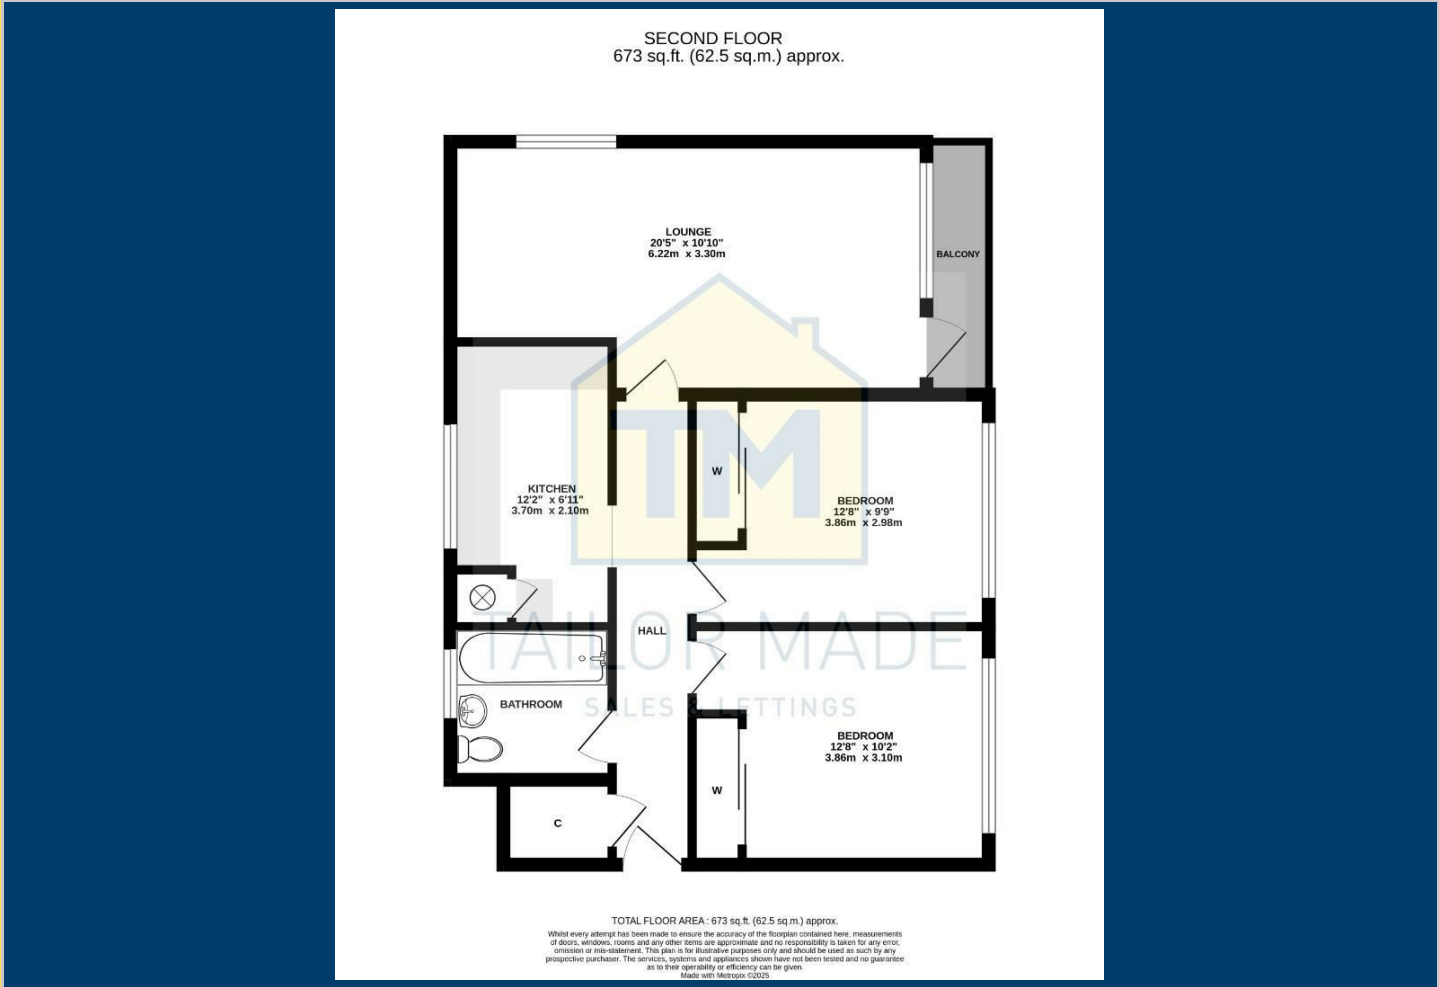 SECOND FLOOR
673 sq.ft. (62.5 sq.m.) approx.
LOUNGE
20'5" x 10'10"
6.22m x 3.30m
BALCONY
TM
W
KITCHEN
12'2" x 6'11"
3.70m x 2.10m
BEDROOM
12'8" x 9'9"
3.86m x 2.98m
HALL
TAILOR MADE
SALES & LETTINGS
BATHROOM
BEDROOM
12'8" x 10'2"
3.86m x 3.10m
W
C
TOTAL FLOOR AREA : 673 sq.ft. (62.5 sq.m.) approx.
Whilst every attempt has been made to ensure the accuracy of the floorplan contained here, measurements
of doors, windows, rooms and any other items are approximate and no responsibility is taken for any error,
omission or mis-statement. This plan is for illustrative purposes only and should be used as such by any
prospective purchaser. The services, systems and appliances shown have not been tested and no guarantee
as to their operability or efficiency can be given.
Made with Metropix ©2025